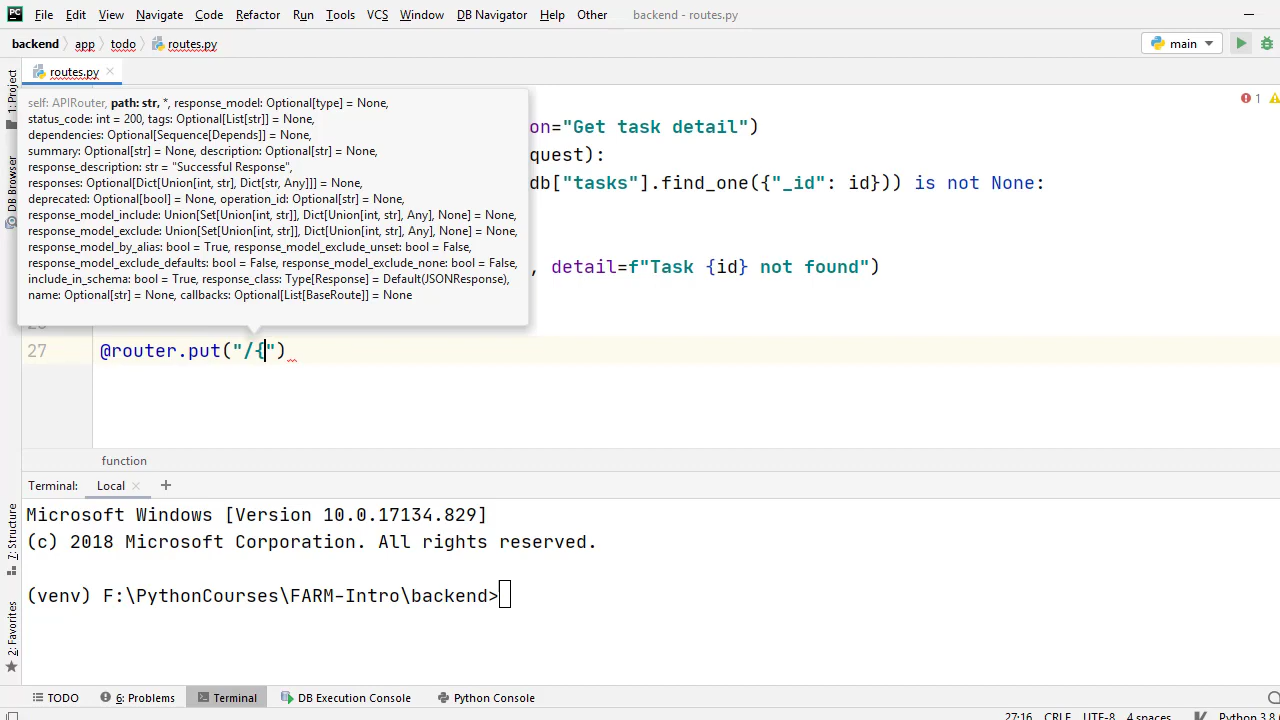 File Edit View Navigate Code Refactor Run Tools VCS Window DB Navigator Help Other backend - routes.py
backend app todo routes.py main
routes.py
1: Project
DB Browser
7: Structure
2: Favorites
self: APIRouter, path: str, *, response_model: Optional[type] = None,
status_code: int = 200, tags: Optional[List[str]] = None,
dependencies: Optional[Sequence[Depends]] = None,
summary: Optional[str] = None, description: Optional[str] = None,
response_description: str = "Successful Response",
responses: Optional[Dict[Union[int, str], Dict[str, Any]]] = None,
deprecated: Optional[bool] = None, operation_id: Optional[str] = None,
response_model_include: Union[Set[Union[int, str]], Dict[Union[int, str], Any], None] = None,
response_model_exclude: Union[Set[Union[int, str]], Dict[Union[int, str], Any], None] = None,
response_model_by_alias: bool = True, response_model_exclude_unset: bool = False,
response_model_exclude_defaults: bool = False, response_model_exclude_none: bool = False,
include_in_schema: bool = True, response_class: Type[Response] = Default(JSONResponse),
name: Optional[str] = None, callbacks: Optional[List[BaseRoute]] = None
1
on="Get task detail")
quest):
db["tasks"].find_one({"_id": id})) is not None:
, detail=f"Task {id} not found")
27 @router.put("/{")
function
Terminal: Local
Microsoft Windows [Version 10.0.17134.829]
(c) 2018 Microsoft Corporation. All rights reserved.
(venv) F:\PythonCourses\FARM-Intro\backend>
TODO 6: Problems Terminal DB Execution Console Python Console
27:16 CRLF UTF-8 4 spaces Python 3.8